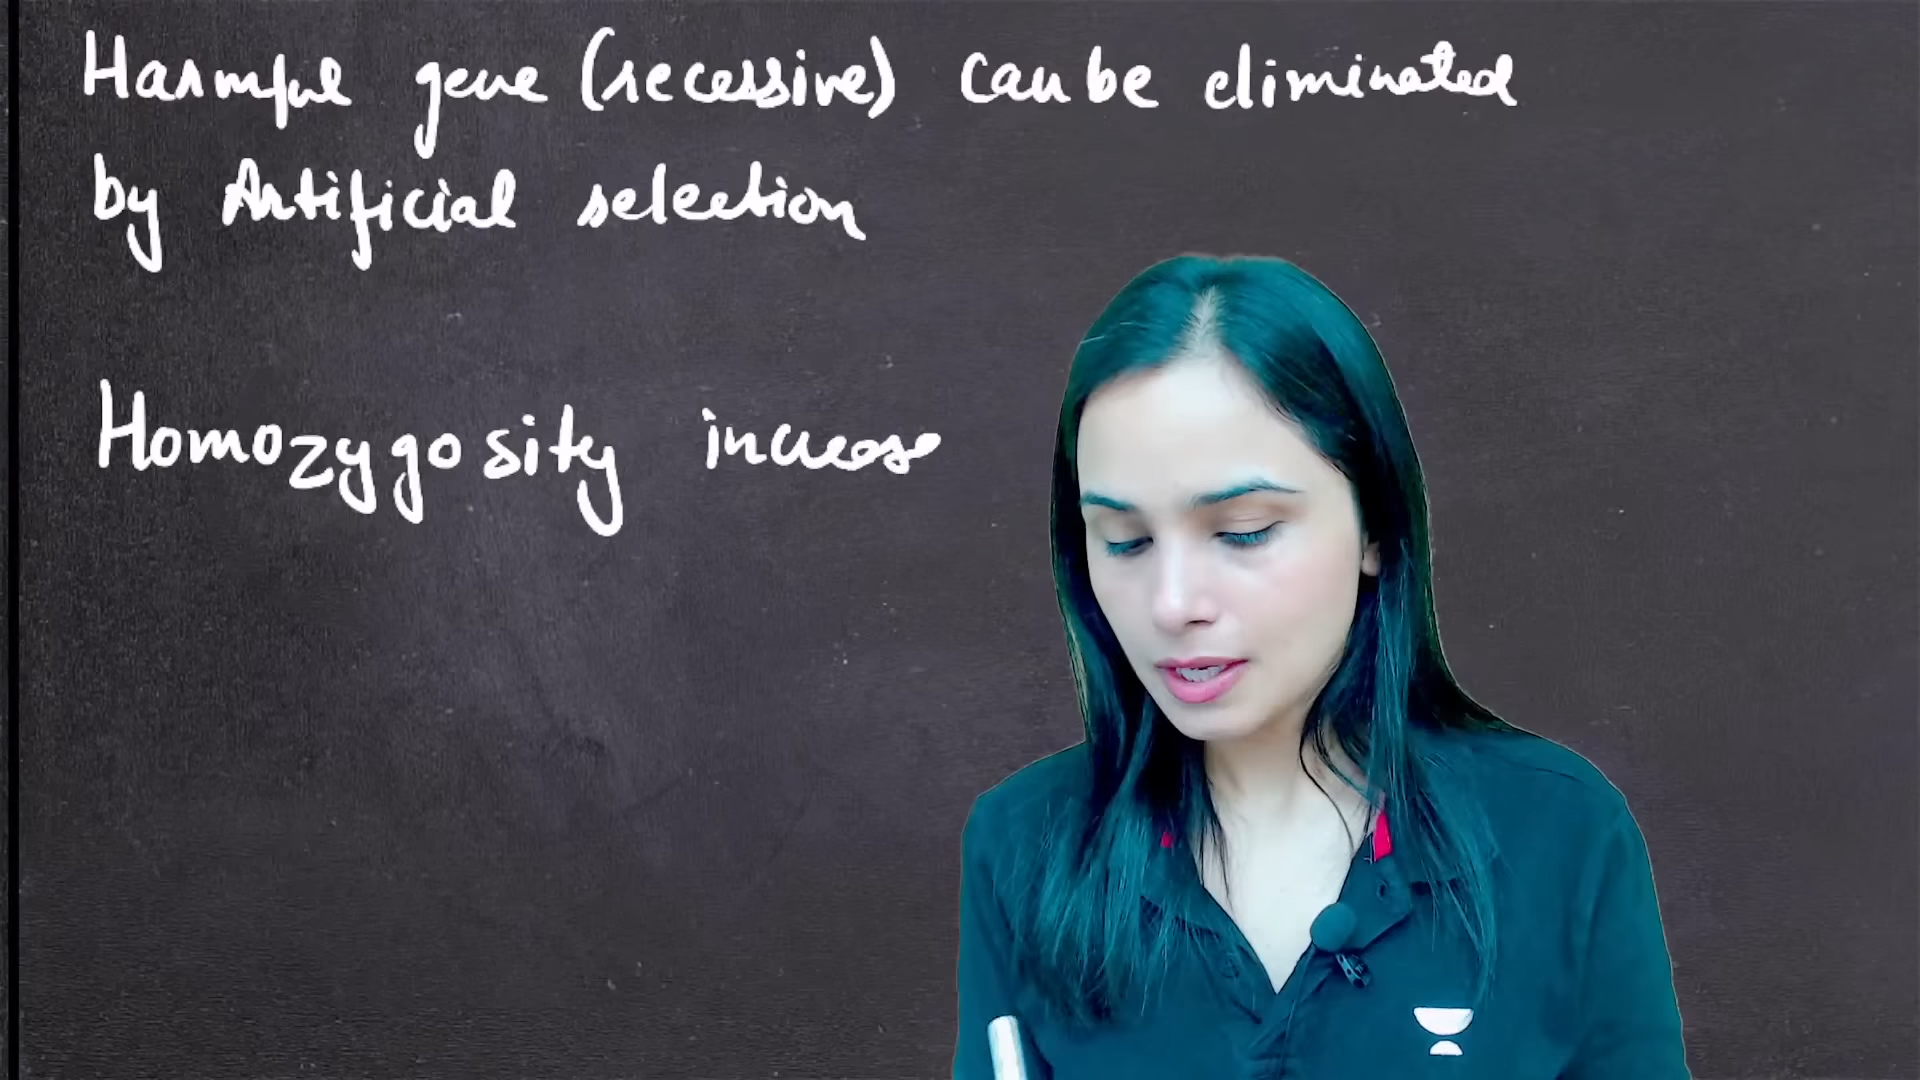 Harmful gene (recessive) can be eliminated
by Artificial selection
Homozygosity increase